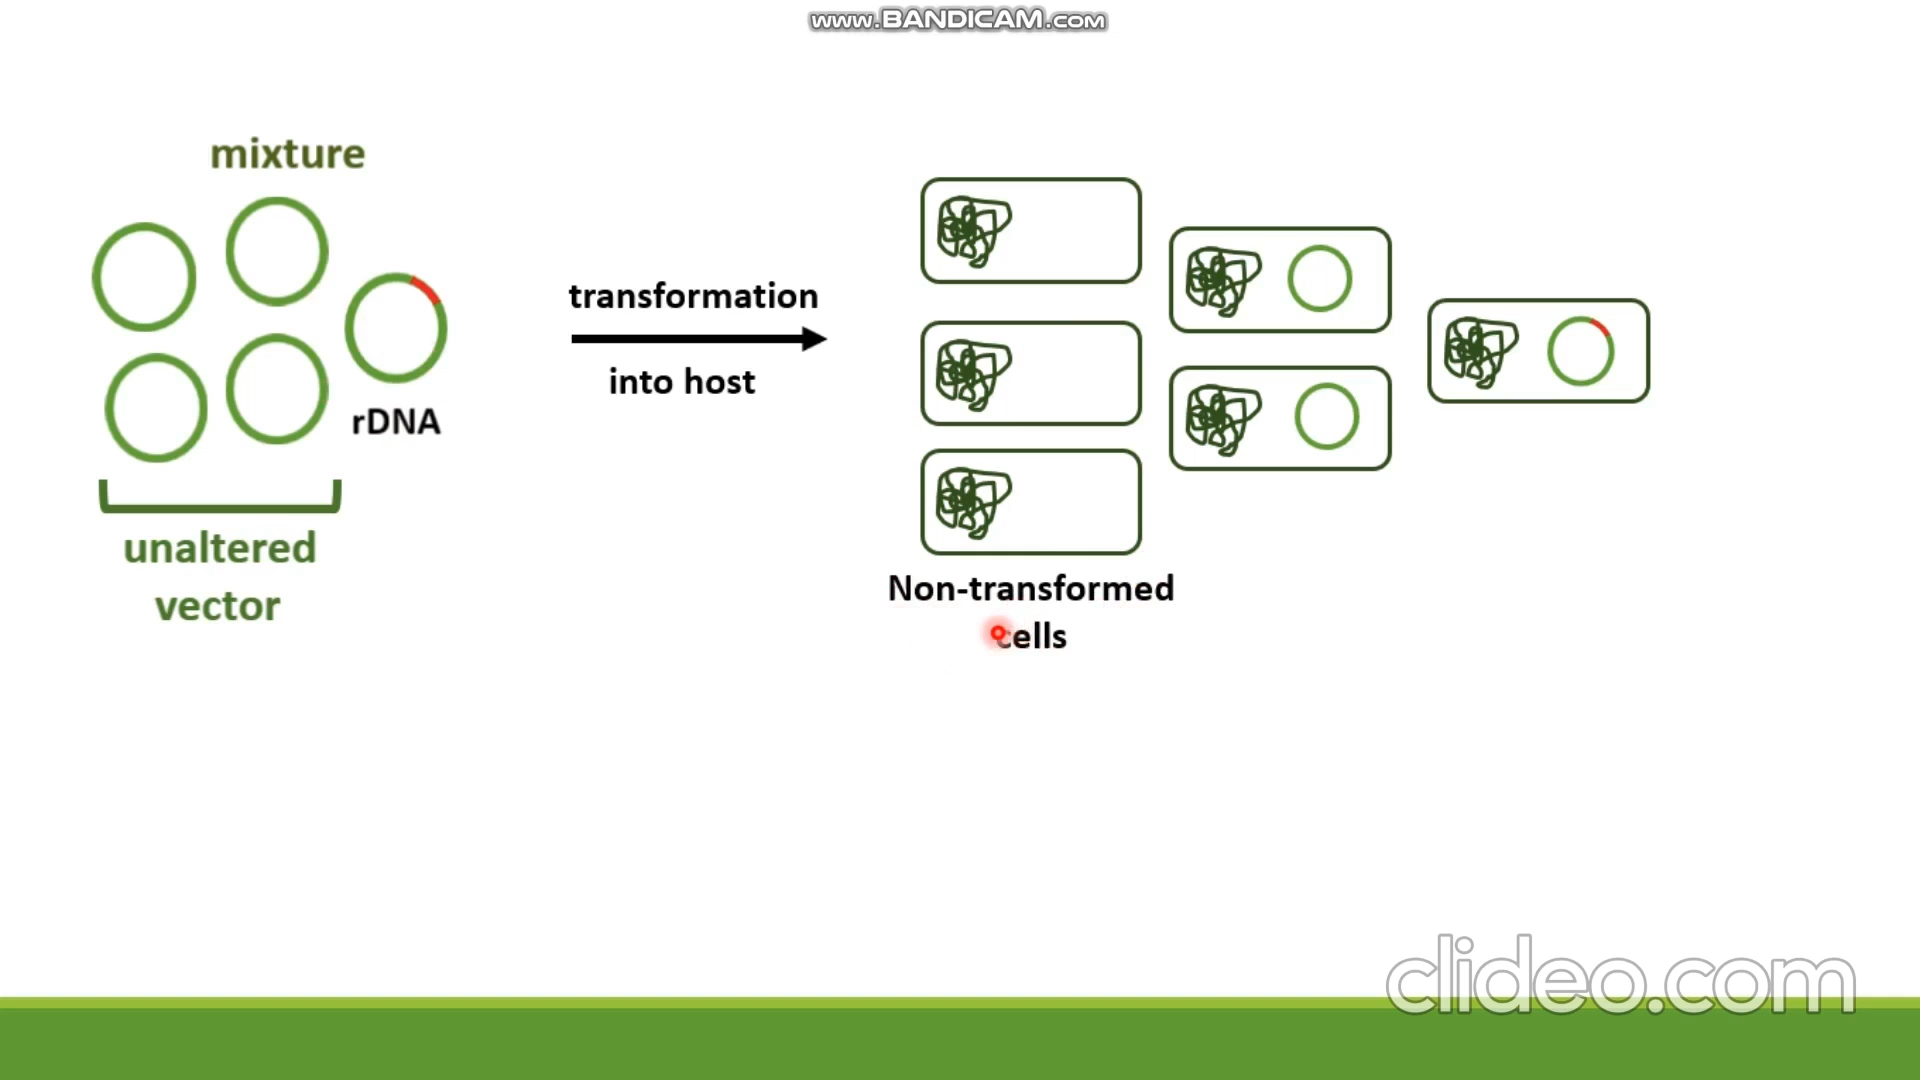 www.BANDICAM.com
mixture
transformation
into host
rDNA
unaltered
vector
Non-transformed
cells
clideo.com